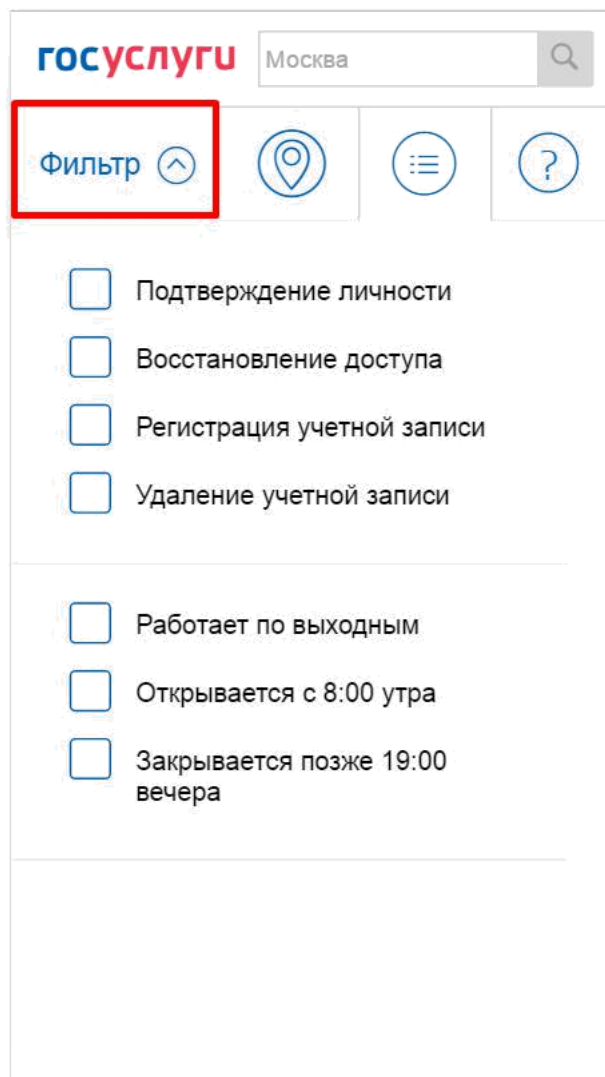 госуслуги
Москва
Фильтр
?
Подтверждение личности
Восстановление доступа
Регистрация учетной записи
Удаление учетной записи
Работает по выходным
Открывается с 8:00 утра
Закрывается позже 19:00
вечера